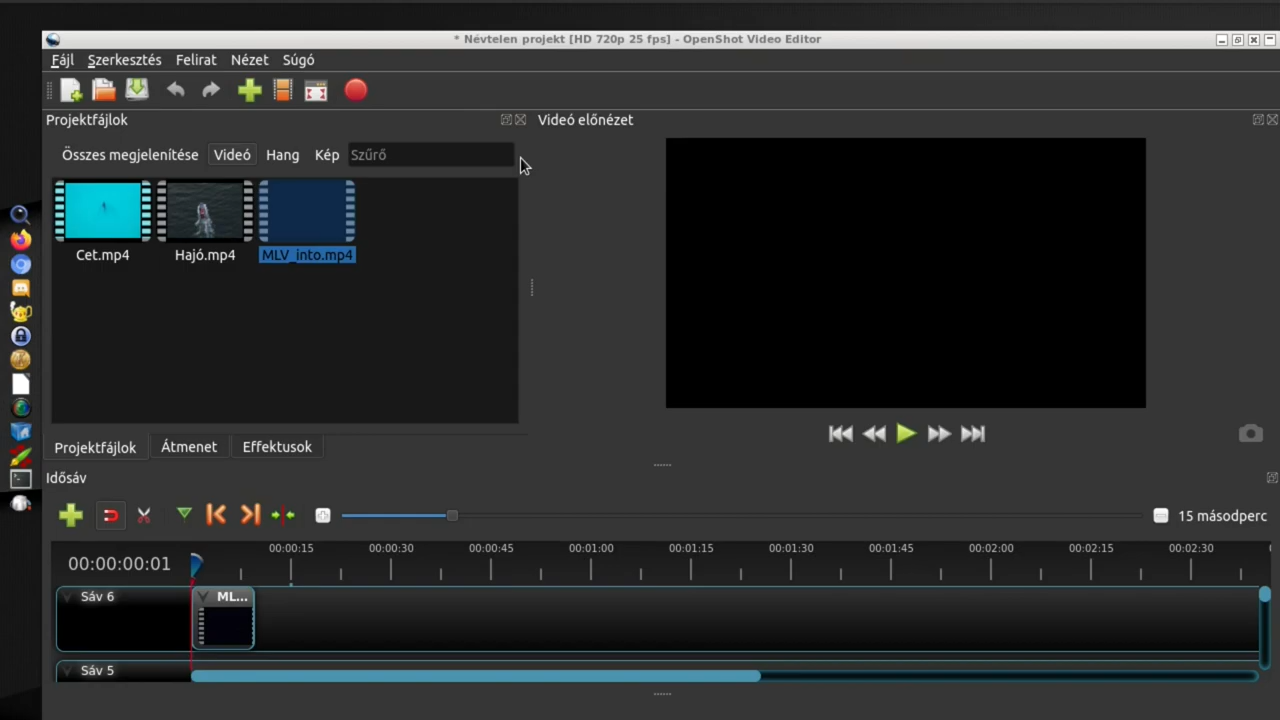 * Névtelen projekt [HD 720p 25 fps] - OpenShot Video Editor
Fájl Szerkesztés Felirat Nézet Súgó
Projektfájlok
Videó előnézet
Összes megjelenítése Videó Hang Kép Szűrő
Cet.mp4 Hajó.mp4 MLV_into.mp4
Projektfájlok Átmenet Effektusok
Idősáv
15 másodperc
00:00:00:01
00:00:15 00:00:30 00:00:45 00:01:00 00:01:15 00:01:30 00:01:45 00:02:00 00:02:15 00:02:30
Sáv 6
ML...
Sáv 5